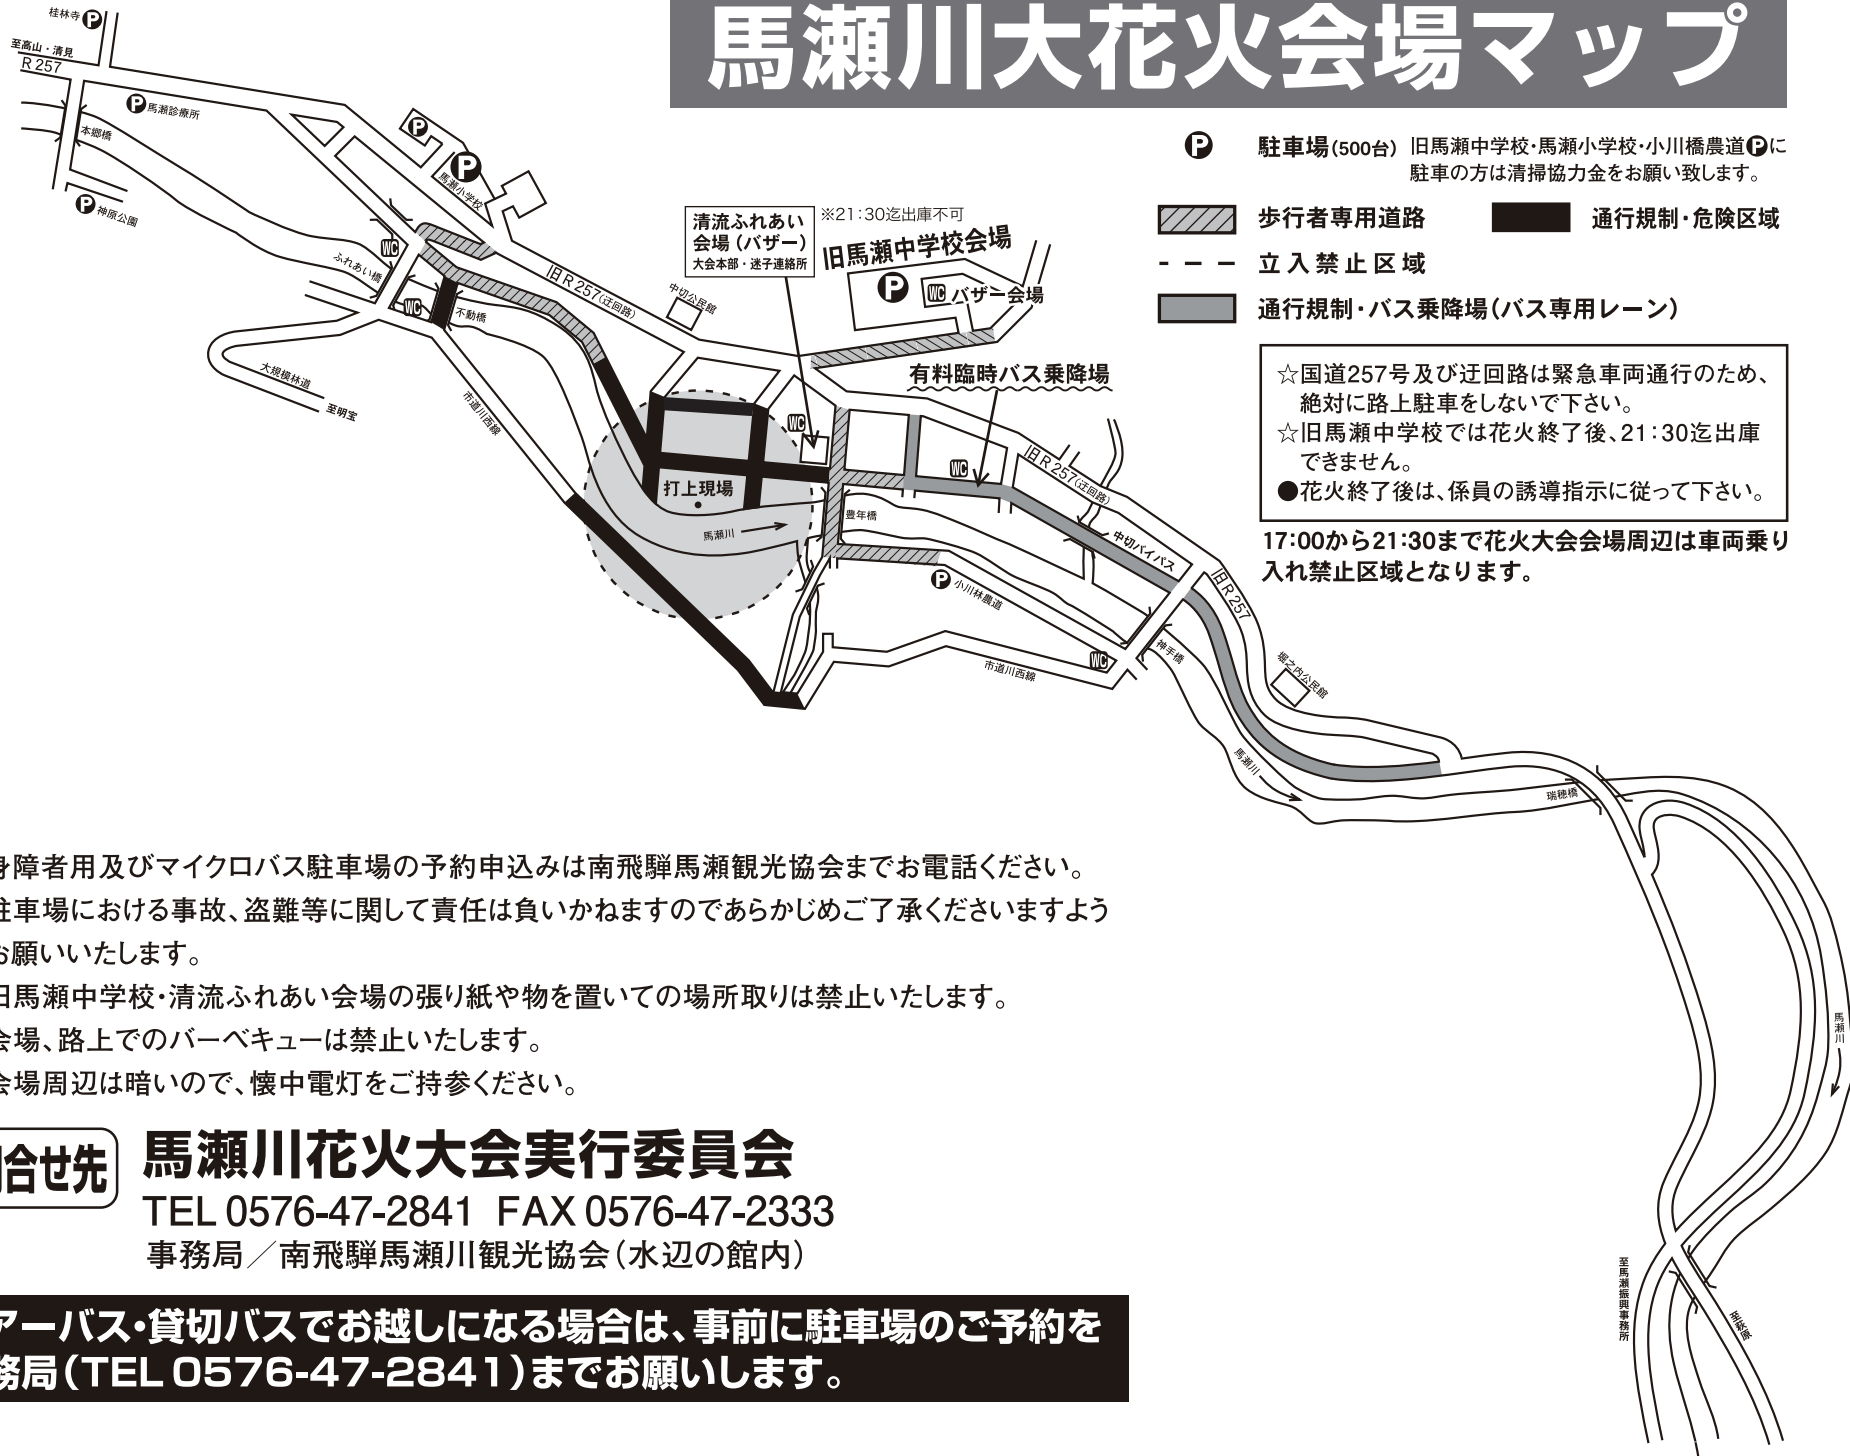 馬瀬川大花火会場マップ
桂林寺 P
至高山・清見
R 257
P 馬瀬診療所
本郷橋
P 神原公園
P
P
馬瀬小学校
WC
ふれあい橋
WC
不動橋
大規模林道
至明宝
市道川西線
旧R257(迂回路)
中切公民館
清流ふれあい
会場(バザー)
大会本部・迷子連絡所
※21:30迄出庫不可
旧馬瀬中学校会場
P
WC バザー会場
有料臨時バス乗降場
WC
打上現場
馬瀬川
豊年橋
WC
旧R257(迂回路)
中切バイパス
P 小川林農道
旧R257
WC
市道川西線
神手橋
堀之内公民館
馬瀬川
瑞穂橋
馬瀬川
至馬瀬振興事務所
至萩原
P 駐車場(500台) 旧馬瀬中学校・馬瀬小学校・小川橋農道Pに
駐車の方は清掃協力金をお願い致します。
歩行者専用道路 通行規制・危険区域
立入禁止区域
通行規制・バス乗降場(バス専用レーン)
☆国道257号及び迂回路は緊急車両通行のため、
絶対に路上駐車をしないで下さい。
☆旧馬瀬中学校では花火終了後、21:30迄出庫
できません。
●花火終了後は、係員の誘導指示に従って下さい。
17:00から21:30まで花火大会会場周辺は車両乗り
入れ禁止区域となります。
身障者用及びマイクロバス駐車場の予約申込みは南飛騨馬瀬観光協会までお電話ください。
駐車場における事故、盗難等に関して責任は負いかねますのであらかじめご了承くださいますよう
お願いいたします。
旧馬瀬中学校・清流ふれあい会場の張り紙や物を置いての場所取りは禁止いたします。
会場、路上でのバーベキューは禁止いたします。
会場周辺は暗いので、懐中電灯をご持参ください。
問合せ先 馬瀬川花火大会実行委員会
TEL 0576-47-2841 FAX 0576-47-2333
事務局／南飛騨馬瀬川観光協会(水辺の館内)
アーバス・貸切バスでお越しになる場合は、事前に駐車場のご予約を
務局(TEL 0576-47-2841)までお願いします。